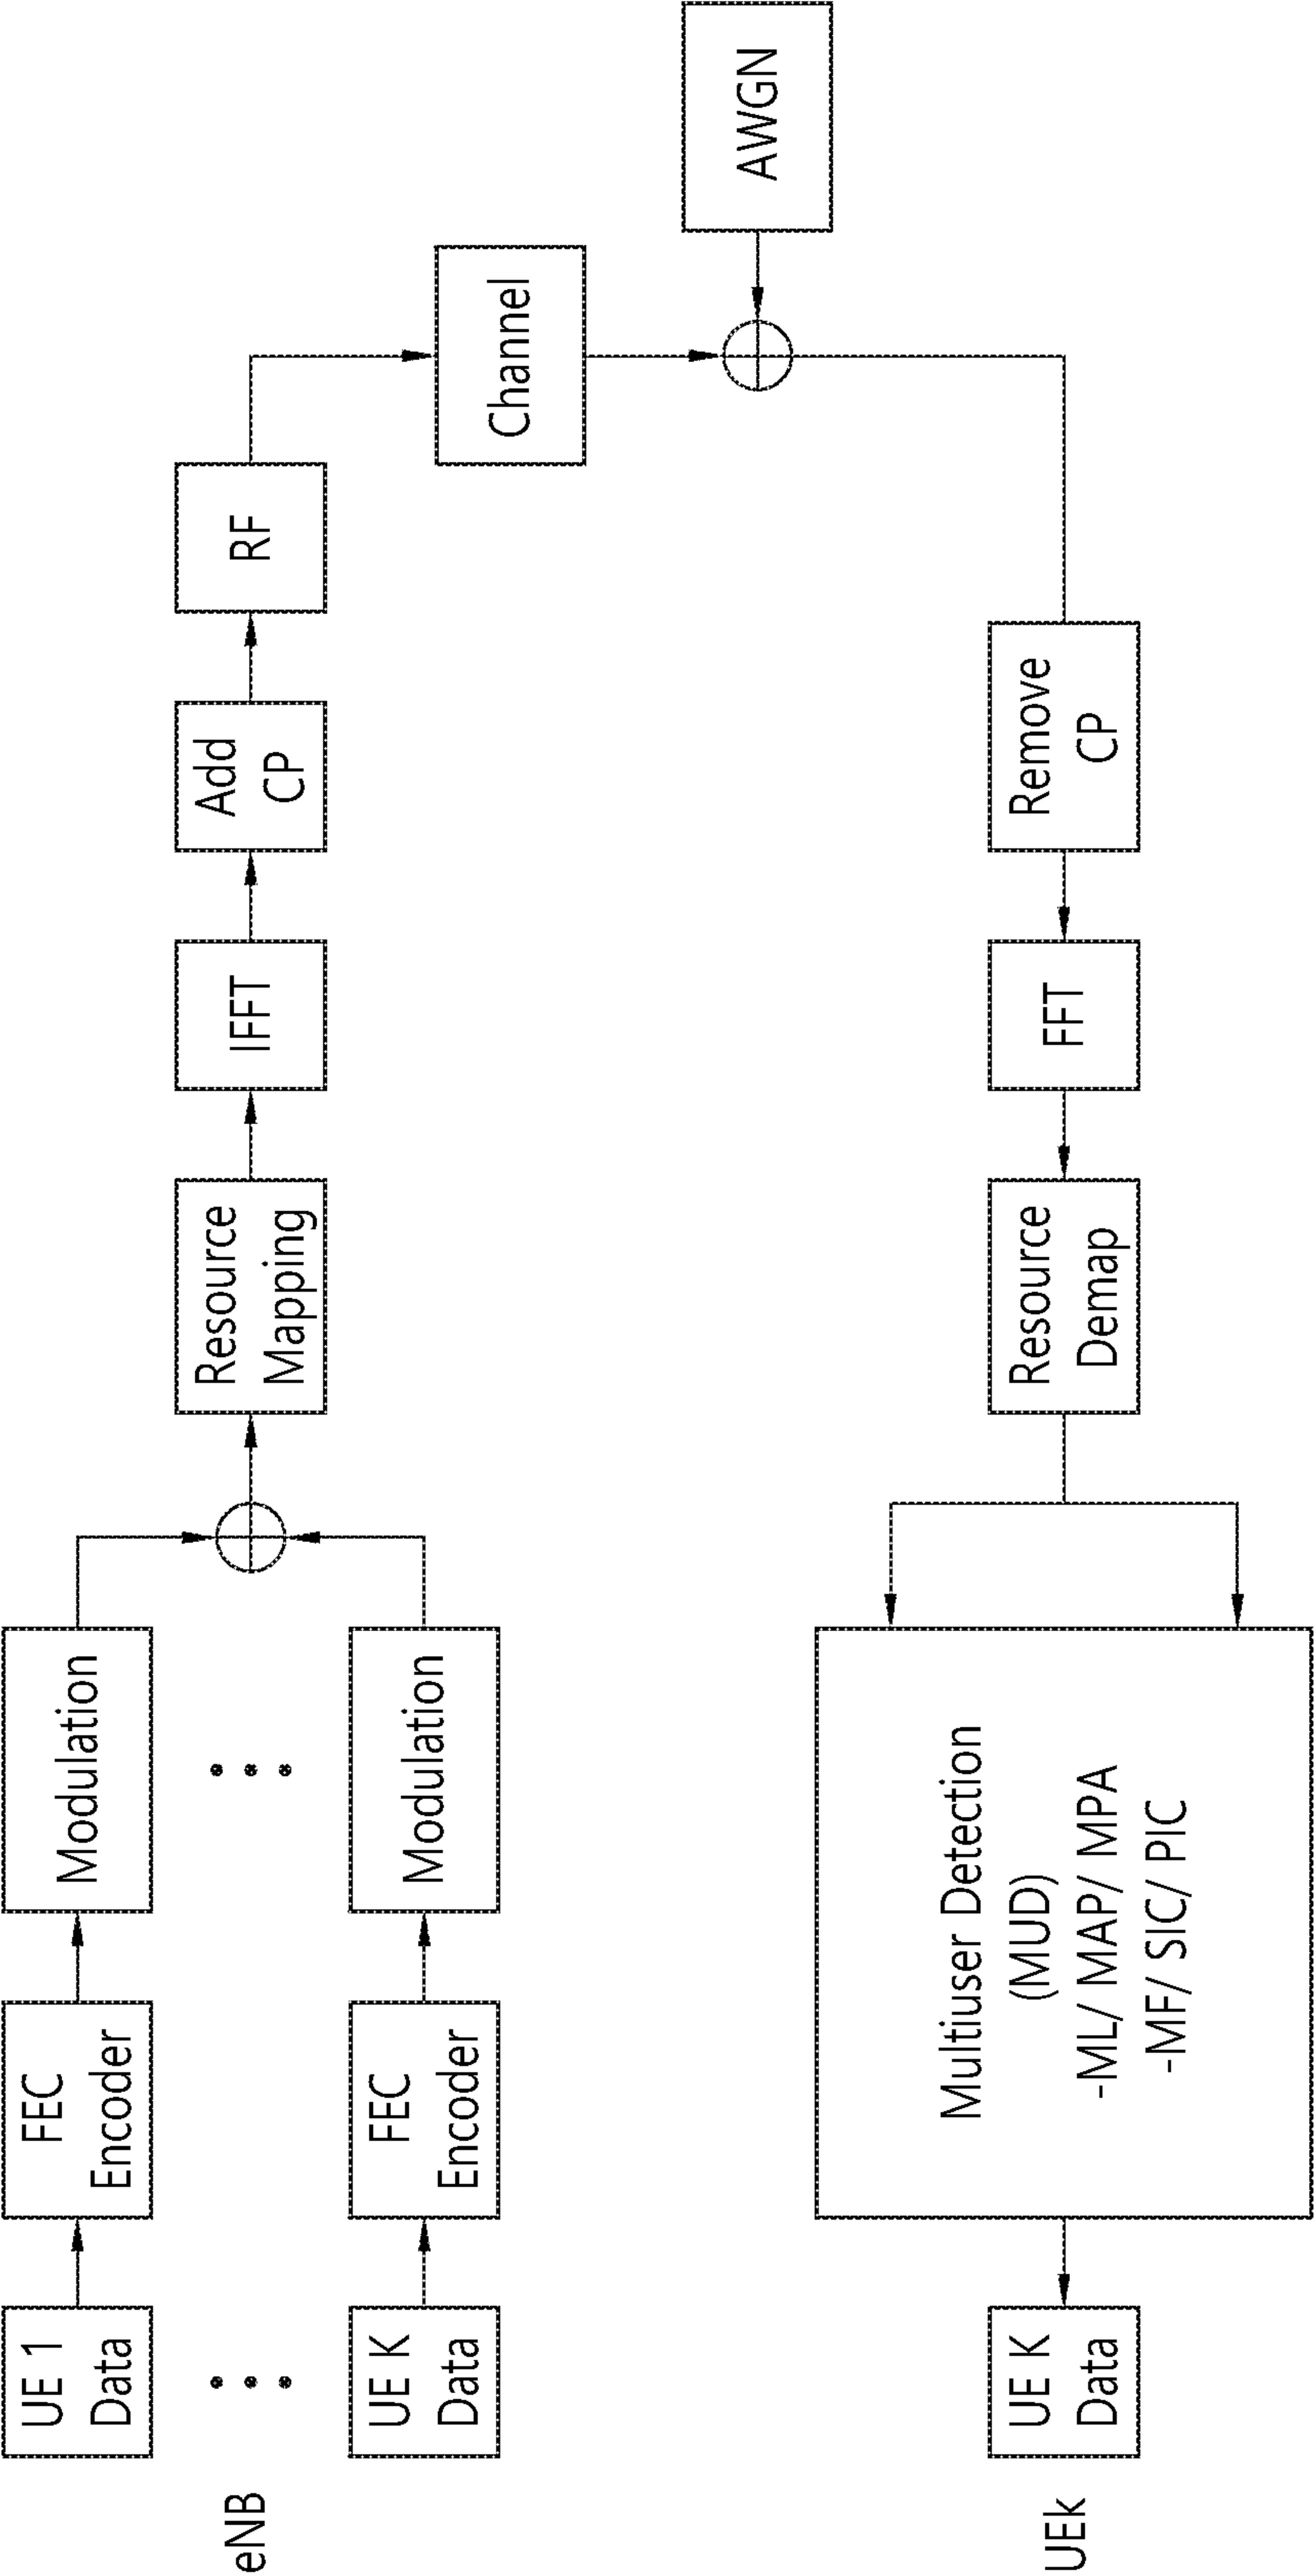 eNB
UE 1
Data
FEC
Encoder
Modulation
UE K
Data
FEC
Encoder
Modulation
Resource
Mapping
IFFT
Add
CP
RF
Channel
AWGN
UEk
UE K
Data
Multiuser Detection
(MUD)
-ML/ MAP/ MPA
-MF/ SIC/ PIC
Resource
Demap
FFT
Remove
CP